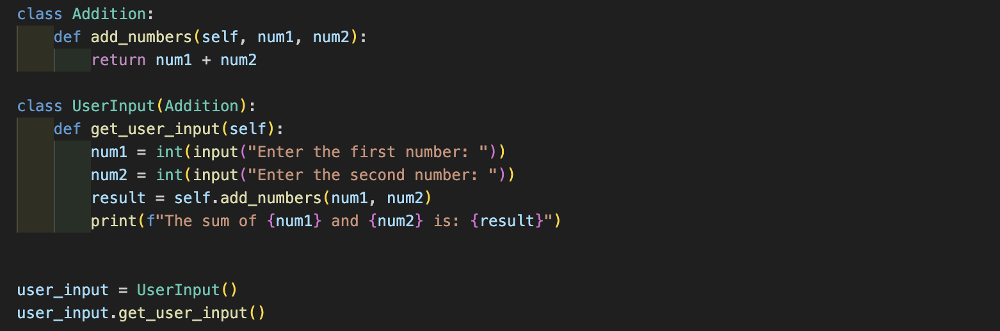 class Addition:
    def add_numbers(self, num1, num2):
        return num1 + num2

class UserInput(Addition):
    def get_user_input(self):
        num1 = int(input("Enter the first number: "))
        num2 = int(input("Enter the second number: "))
        result = self.add_numbers(num1, num2)
        print(f"The sum of {num1} and {num2} is: {result}")


user_input = UserInput()
user_input.get_user_input()